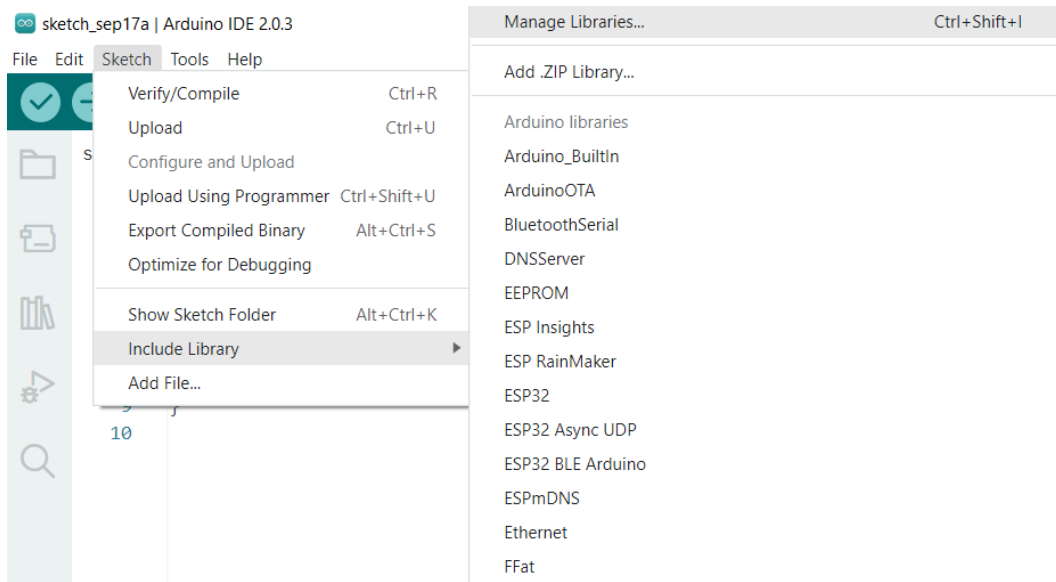 sketch_sep17a | Arduino IDE 2.0.3
File Edit Sketch Tools Help
s
Verify/Compile Ctrl+R
Upload Ctrl+U
Configure and Upload
Upload Using Programmer Ctrl+Shift+U
Export Compiled Binary Alt+Ctrl+S
Optimize for Debugging
Show Sketch Folder Alt+Ctrl+K
Include Library
Add File...
9 }
10
Manage Libraries... Ctrl+Shift+I
Add .ZIP Library...
Arduino libraries
Arduino_BuiltIn
ArduinoOTA
BluetoothSerial
DNSServer
EEPROM
ESP Insights
ESP RainMaker
ESP32
ESP32 Async UDP
ESP32 BLE Arduino
ESPmDNS
Ethernet
FFat